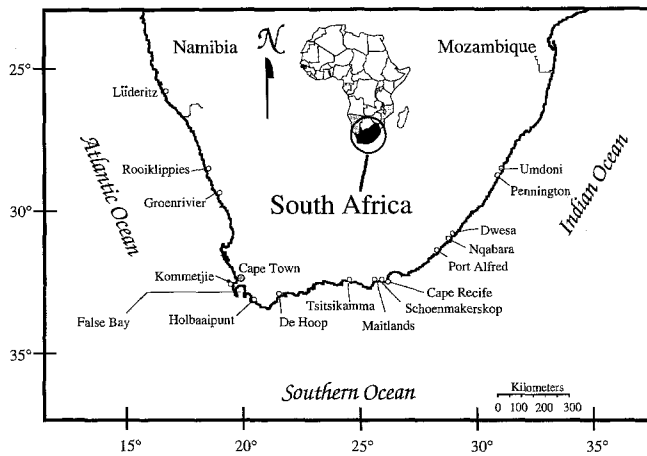 Namibia
N
Mozambique
25°
Lüderitz
Atlantic Ocean
Rooiklippies
Groenrivier
South Africa
Umdoni
Pennington
Indian Ocean
30°
Dwesa
Nqabara
Port Alfred
Kommetjie
Cape Town
False Bay
Holbaaipunt
De Hoop
Tsitsikamma
Maitlands
Schoenmakerskop
Cape Recife
35°
Southern Ocean
Kilometers
0 100 200 300
15° 20° 25° 30° 35°